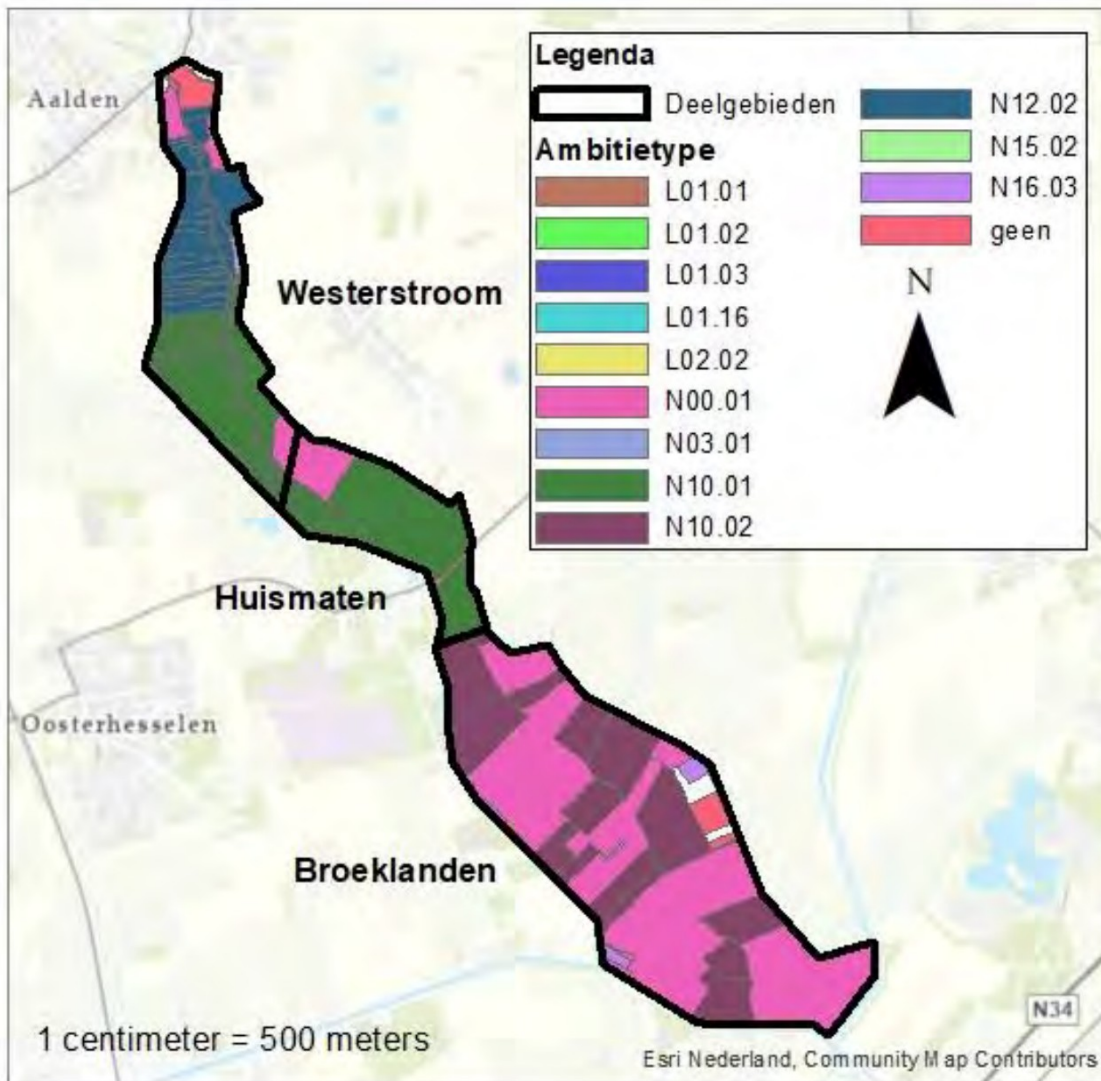 Legenda
Deelgebieden
Ambitietype
L01.01
L01.02
L01.03
L01.16
L02.02
N00.01
N03.01
N10.01
N10.02
N12.02
N15.02
N16.03
geen
N
Aalden
Westerstroom
Huismaten
Oosterhesselen
Broeklanden
N34
1 centimeter = 500 meters
Esri Nederland, Community Map Contributors